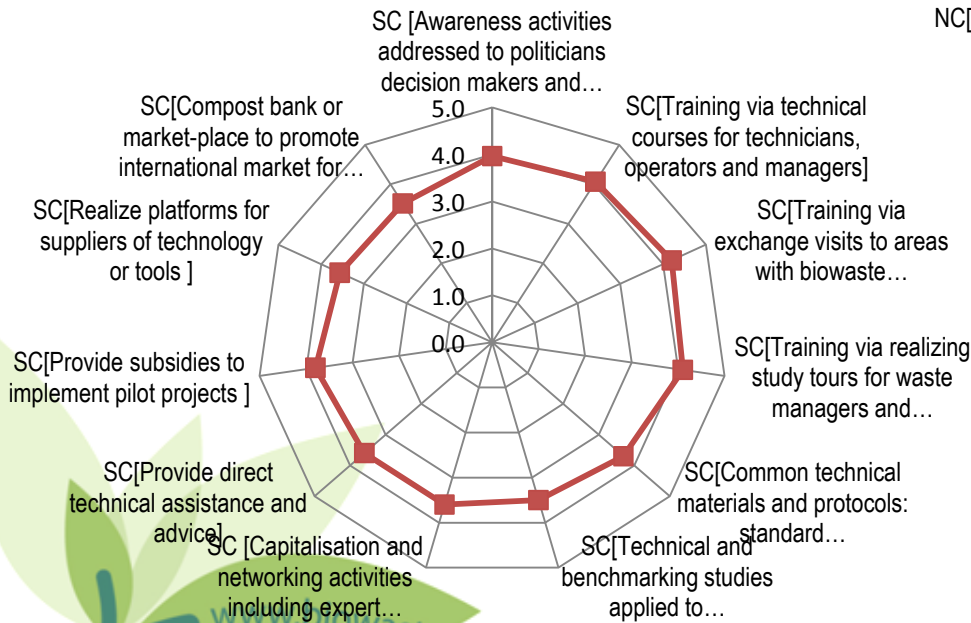 SC [Awareness activities
addressed to politicians
decision makers and…
NC[
SC[Training via technical
courses for technicians,
operators and managers]
SC[Training via
exchange visits to areas
with biowaste…
SC[Training via realizing
study tours for waste
managers and…
SC[Common technical
materials and protocols:
standard…
SC[Technical and
benchmarking studies
applied to…
SC [Capitalisation and
networking activities
including expert…
SC[Provide direct
technical assistance and
advice]
SC[Provide subsidies to
implement pilot projects ]
SC[Realize platforms for
suppliers of technology
or tools ]
SC[Compost bank or
market-place to promote
international market for…
5.0
4.0
3.0
2.0
1.0
0.0